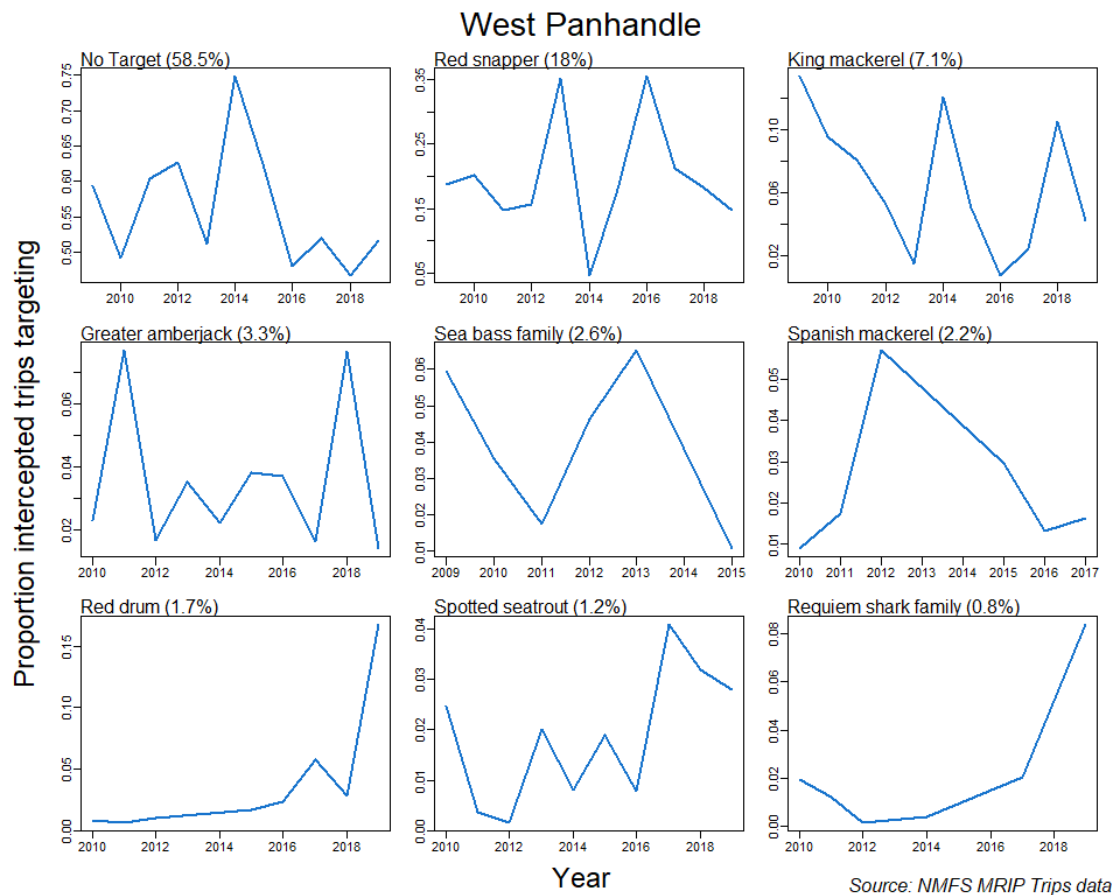 West Panhandle
Proportion intercepted trips targeting
No Target (58.5%)
0.50 0.55 0.60 0.65 0.70 0.75
2010 2012 2014 2016 2018
Red snapper (18%)
0.05 0.15 0.25 0.35
2010 2012 2014 2016 2018
King mackerel (7.1%)
0.02 0.06 0.10
2010 2012 2014 2016 2018
Greater amberjack (3.3%)
0.02 0.04 0.06
2010 2012 2014 2016 2018
Sea bass family (2.6%)
0.01 0.02 0.03 0.04 0.05 0.06
2009 2010 2011 2012 2013 2014 2015
Spanish mackerel (2.2%)
0.01 0.02 0.03 0.04 0.05
2010 2011 2012 2013 2014 2015 2016 2017
Red drum (1.7%)
0.00 0.05 0.10 0.15
2010 2012 2014 2016 2018
Spotted seatrout (1.2%)
0.00 0.01 0.02 0.03 0.04
2010 2012 2014 2016 2018
Requiem shark family (0.8%)
0.00 0.02 0.04 0.06 0.08
2010 2012 2014 2016 2018
Year
Source: NMFS MRIP Trips data